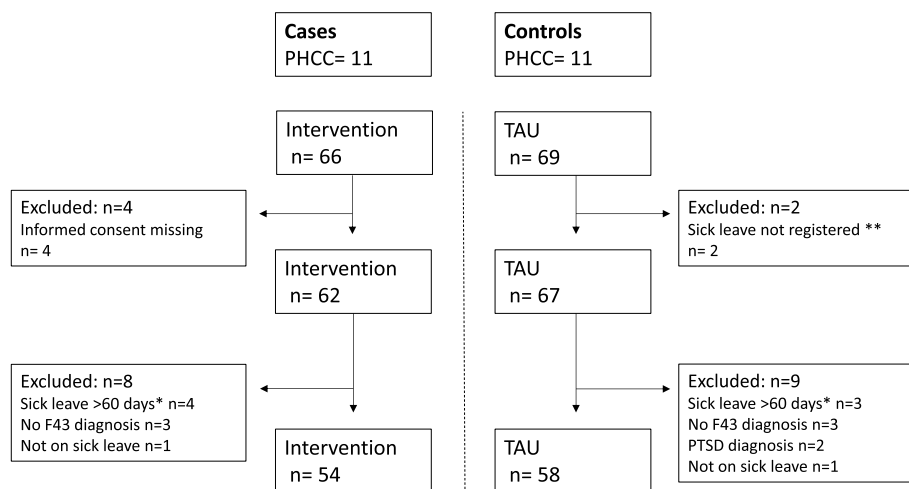 Cases
PHCC= 11
Controls
PHCC= 11
Intervention
n= 66
TAU
n= 69
Excluded: n=4
Informed consent missing
n= 4
Excluded: n=2
Sick leave not registered **
n= 2
Intervention
n= 62
TAU
n= 67
Excluded: n=8
Sick leave >60 days* n=4
No F43 diagnosis n=3
Not on sick leave n=1
Excluded: n=9
Sick leave >60 days* n=3
No F43 diagnosis n=3
PTSD diagnosis n=2
Not on sick leave n=1
Intervention
n= 54
TAU
n= 58